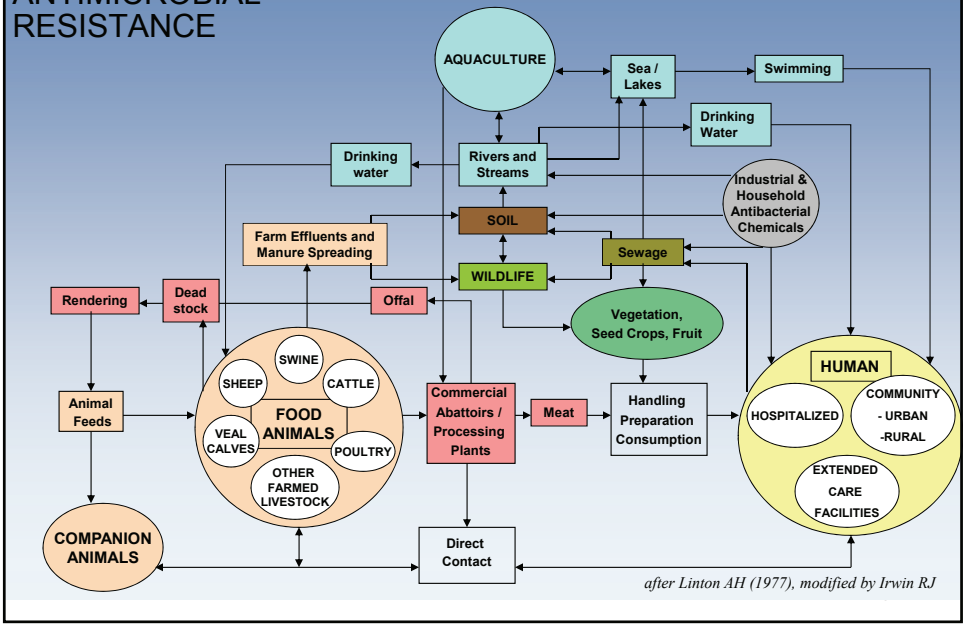 ANTIMICROBIAL
RESISTANCE
AQUACULTURE
Sea /
Lakes
Swimming
Drinking
Water
Drinking
water
Rivers and
Streams
Industrial &
Household
Antibacterial
Chemicals
SOIL
Farm Effluents and
Manure Spreading
Sewage
WILDLIFE
Rendering
Dead
stock
Offal
Vegetation,
Seed Crops, Fruit
SWINE
SHEEP
CATTLE
FOOD
ANIMALS
VEAL
CALVES
POULTRY
OTHER
FARMED
LIVESTOCK
Animal
Feeds
Commercial
Abattoirs /
Processing
Plants
Meat
Handling
Preparation
Consumption
HUMAN
HOSPITALIZED
COMMUNITY
- URBAN
-RURAL
EXTENDED
CARE
FACILITIES
COMPANION
ANIMALS
Direct
Contact
after Linton AH (1977), modified by Irwin RJ